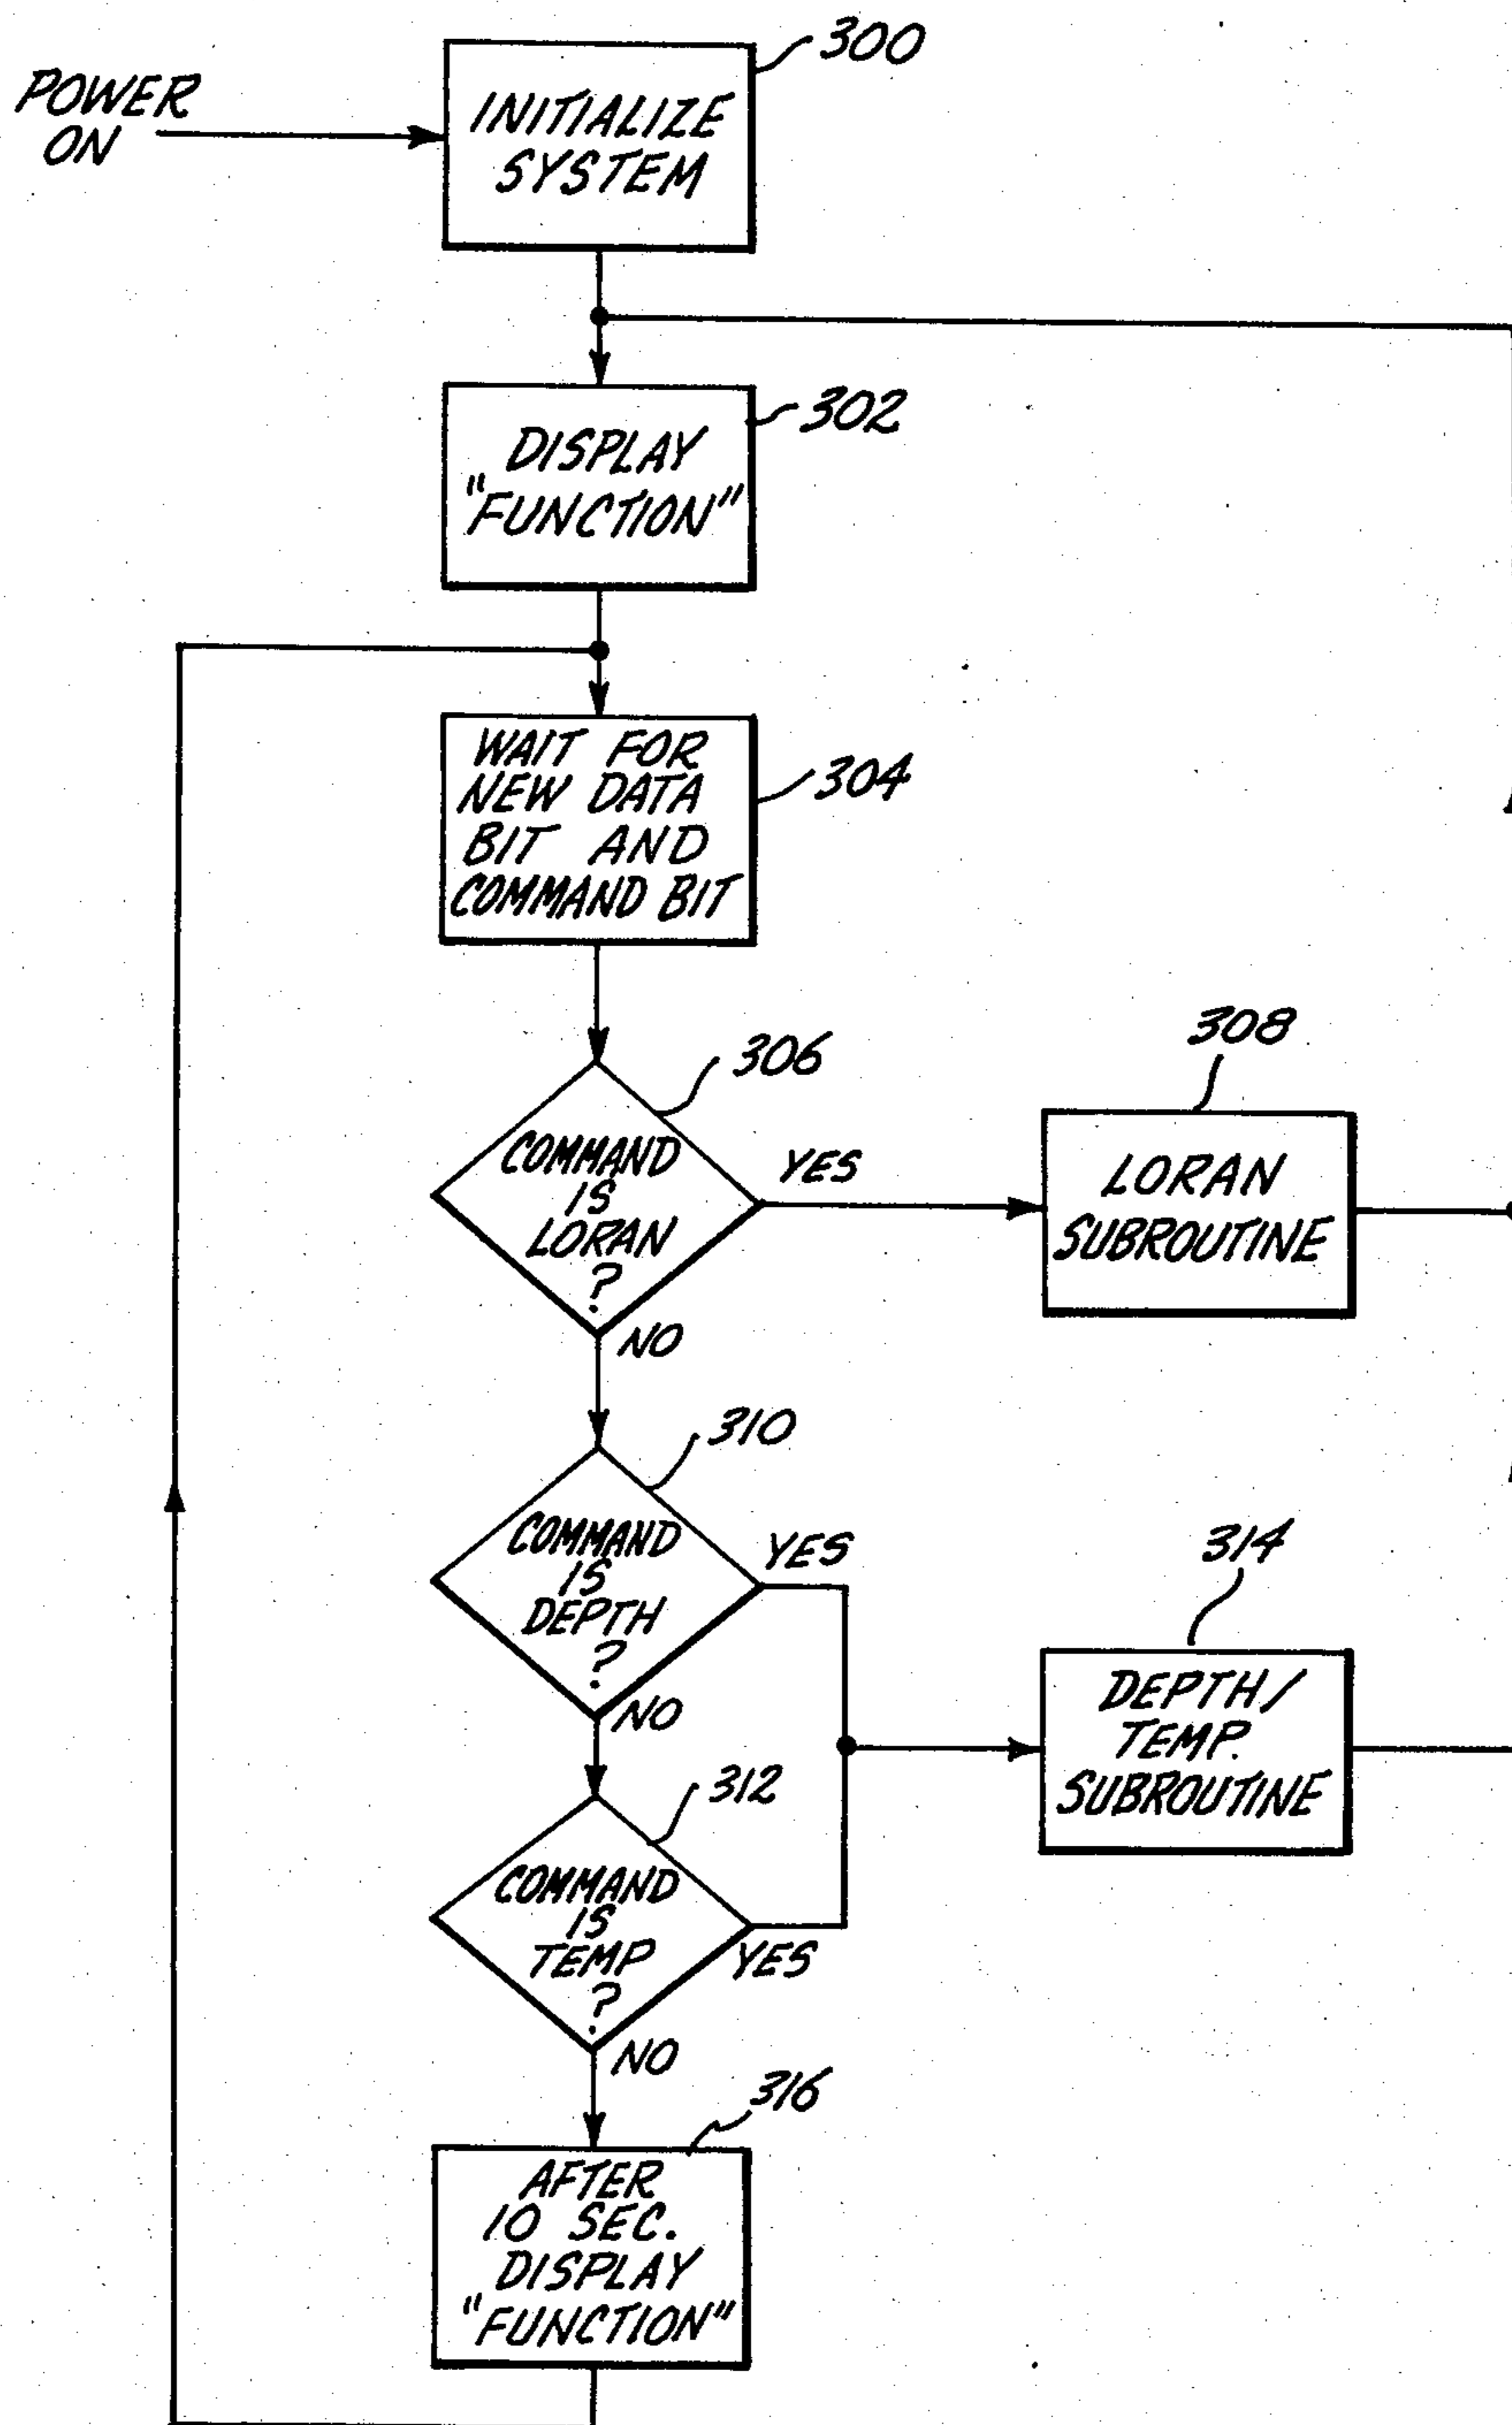 300
POWER
ON
INITIALIZE
SYSTEM
302
DISPLAY
"FUNCTION"
304
WAIT FOR
NEW DATA
BIT AND
COMMAND BIT
306
308
COMMAND
IS
LORAN
?
YES
LORAN
SUBROUTINE
NO
310
COMMAND
IS
DEPTH
?
YES
314
DEPTH/
TEMP.
SUBROUTINE
NO
312
COMMAND
IS
TEMP
?
YES
NO
316
AFTER
10 SEC.
DISPLAY
"FUNCTION"